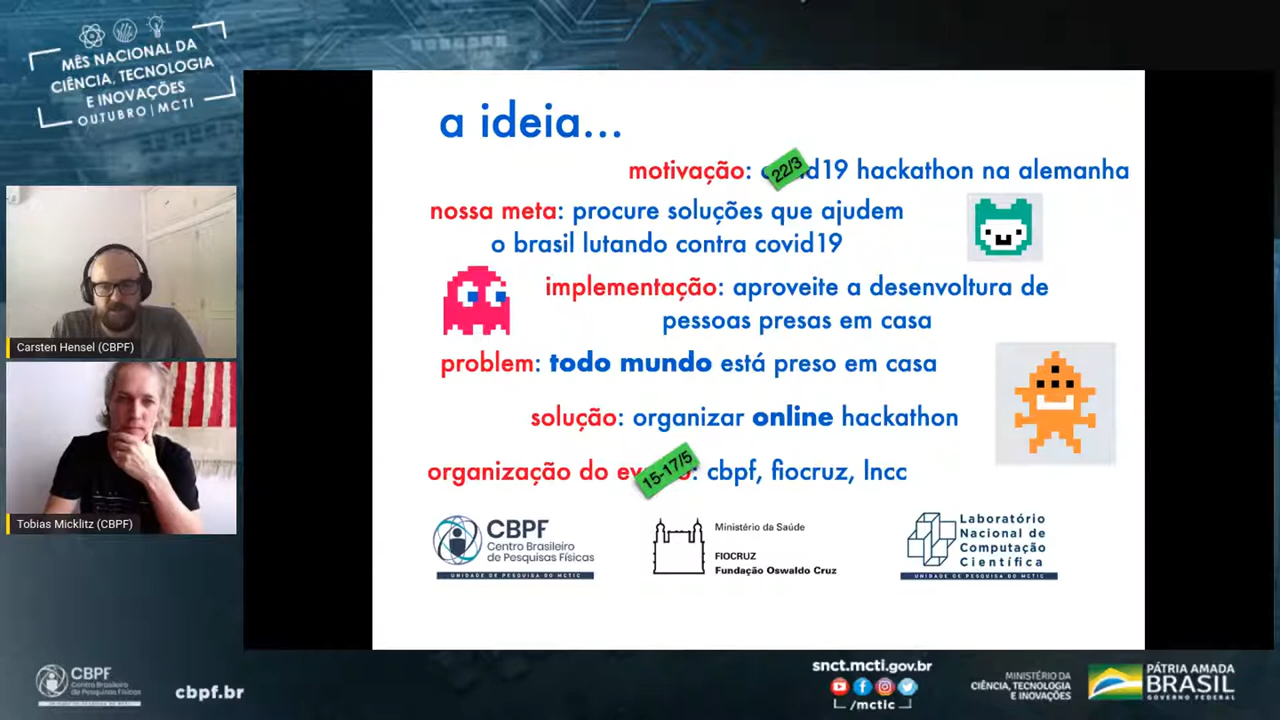 MÊS NACIONAL DA
CIÊNCIA, TECNOLOGIA
E INOVAÇÕES
OUTUBRO | MCTI
a ideia...
motivação: covid19 hackathon na alemanha
22/3
nossa meta: procure soluções que ajudem
o brasil lutando contra covid19
implementação: aproveite a desenvoltura de
pessoas presas em casa
problem: todo mundo está preso em casa
solução: organizar online hackathon
organização do evento: cbpf, fiocruz, lncc
15-17/5
CBPF
Centro Brasileiro
de Pesquisas Físicas
UNIDADE DE PESQUISA DO MCTIC
Ministério da Saúde
FIOCRUZ
Fundação Oswaldo Cruz
Laboratório
Nacional de
Computação
Científica
UNIDADE DE PESQUISA DO MCTIC
Carsten Hensel (CBPF)
Tobias Micklitz (CBPF)
CBPF
Centro Brasileiro
de Pesquisas Físicas
cbpf.br
snct.mcti.gov.br
/mctic
MINISTÉRIO DA
CIÊNCIA, TECNOLOGIA
E INOVAÇÕES
PÁTRIA AMADA
BRASIL
GOVERNO FEDERAL